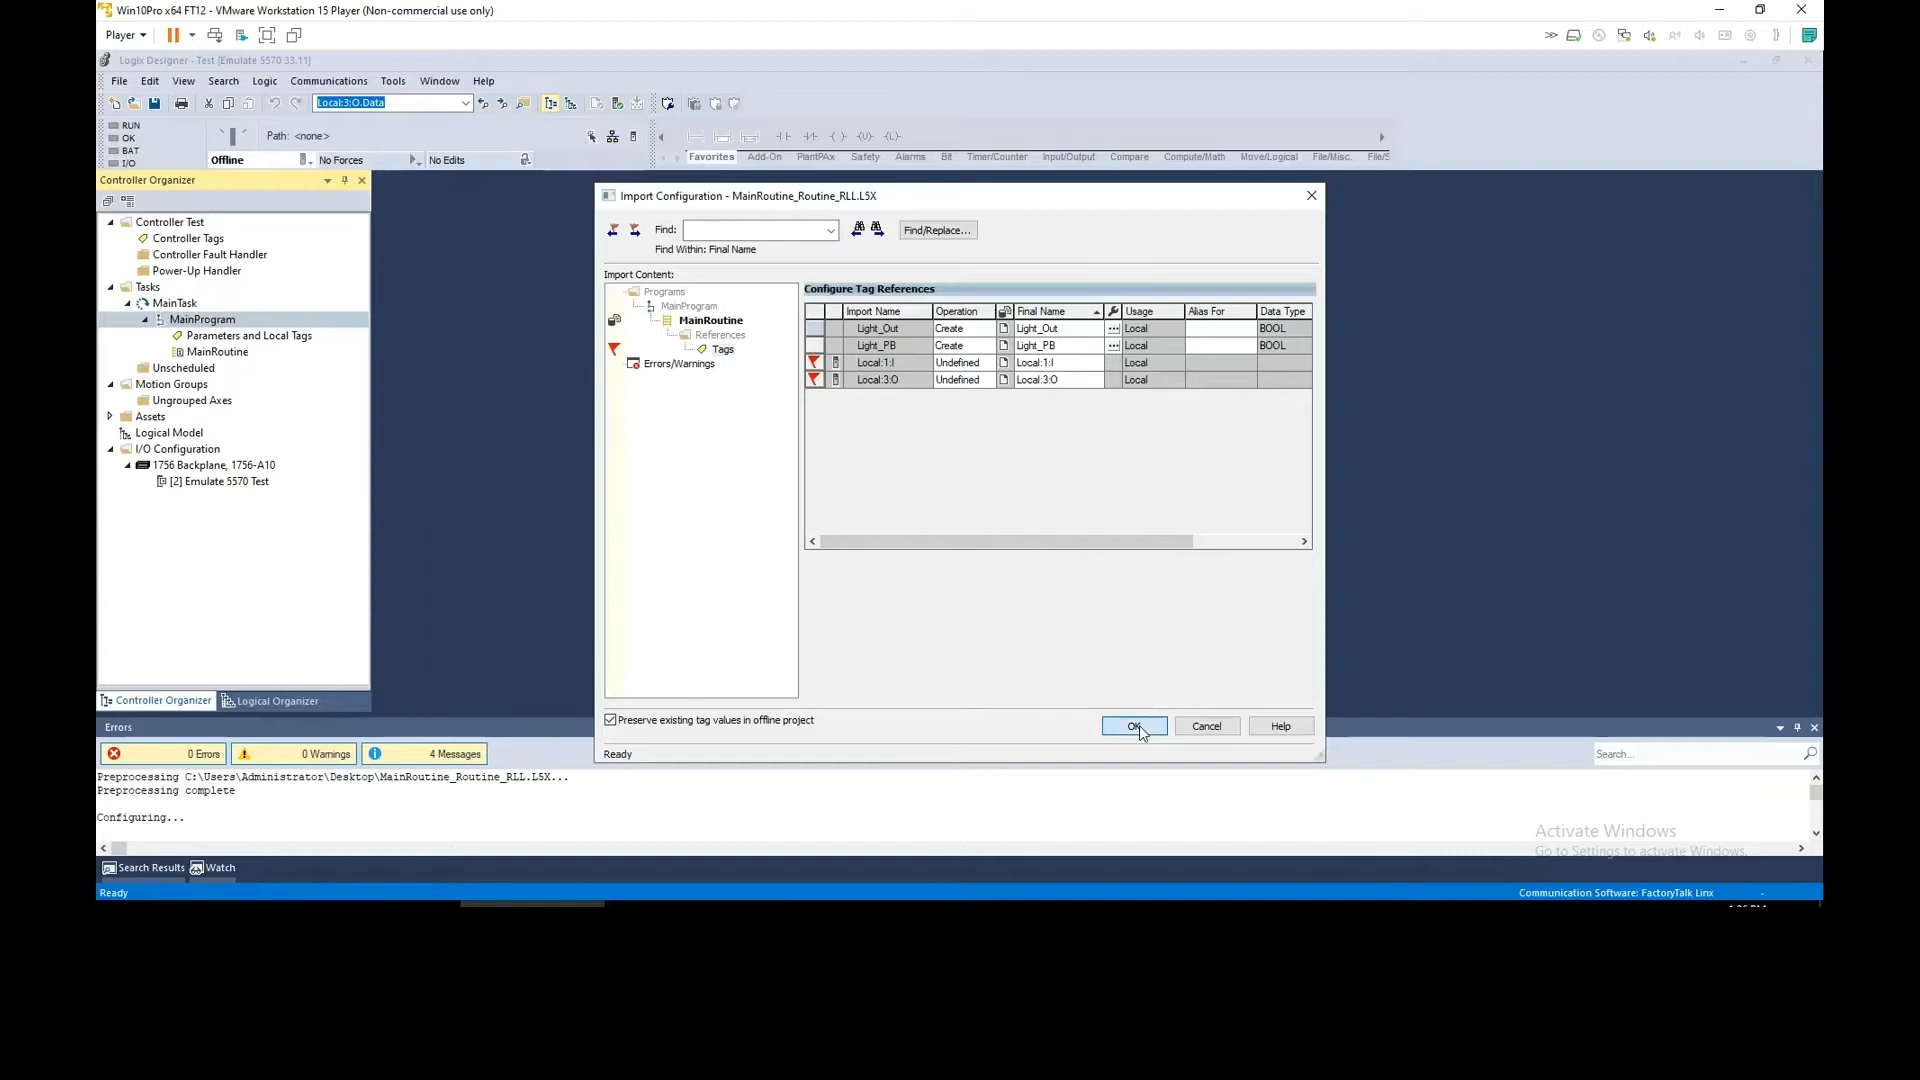 Win10Pro x64 FT12 - VMware Workstation 15 Player (Non-commercial use only)
Player
Logix Designer - Test [Emulate 5570 33.11]
File Edit View Search Logic Communications Tools Window Help
Local:3:O.Data
RUN
OK
BAT
I/O
Path: <none>
Offline No Forces No Edits
Favorites Add-On PlantPAx Safety Alarms Bit Timer/Counter Input/Output Compare Compute/Math Move/Logical File/Misc. File/S
Controller Organizer
Controller Test
Controller Tags
Controller Fault Handler
Power-Up Handler
Tasks
MainTask
MainProgram
Parameters and Local Tags
MainRoutine
Unscheduled
Motion Groups
Ungrouped Axes
Assets
Logical Model
I/O Configuration
1756 Backplane, 1756-A10
[2] Emulate 5570 Test
Controller Organizer Logical Organizer
Import Configuration - MainRoutine_Routine_RLL.L5X
Find: Find/Replace...
Find Within: Final Name
Import Content:
Programs
MainProgram
MainRoutine
References
Tags
Errors/Warnings
Configure Tag References
Import Name Operation Final Name Usage Alias For Data Type
Light_Out Create Light_Out Local BOOL
Light_PB Create Light_PB Local BOOL
Local:1:I Undefined Local:1:I Local
Local:3:O Undefined Local:3:O Local
Preserve existing tag values in offline project
OK Cancel Help
Ready
Errors
0 Errors 0 Warnings 4 Messages
Search...
Preprocessing C:\Users\Administrator\Desktop\MainRoutine_Routine_RLL.L5X...
Preprocessing complete
Configuring...
Activate Windows
Go to Settings to activate Windows.
Search Results Watch
Ready
Communication Software: FactoryTalk Linx